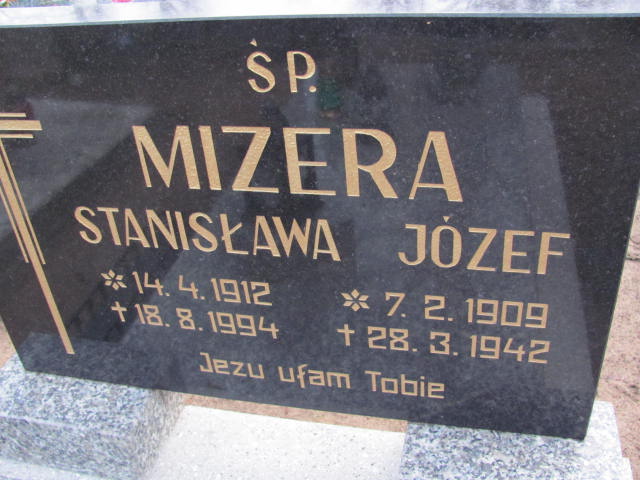 ŚP.
MIZERA
STANISŁAWA JÓZEF
* 14. 4. 1912 * 7. 2. 1909
† 18. 8. 1994 † 28. 3. 1942
Jezu ufam Tobie